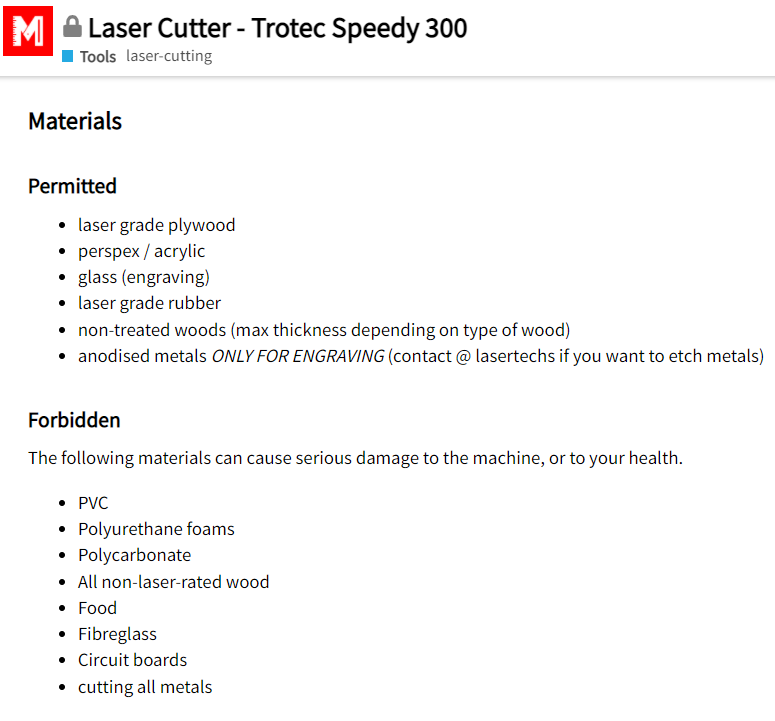 M
Laser Cutter - Trotec Speedy 300
Tools laser-cutting
Materials
Permitted
• laser grade plywood
• perspex / acrylic
• glass (engraving)
• laser grade rubber
• non-treated woods (max thickness depending on type of wood)
• anodised metals ONLY FOR ENGRAVING (contact @ lasertechs if you want to etch metals)
Forbidden
The following materials can cause serious damage to the machine, or to your health.
• PVC
• Polyurethane foams
• Polycarbonate
• All non-laser-rated wood
• Food
• Fibreglass
• Circuit boards
• cutting all metals